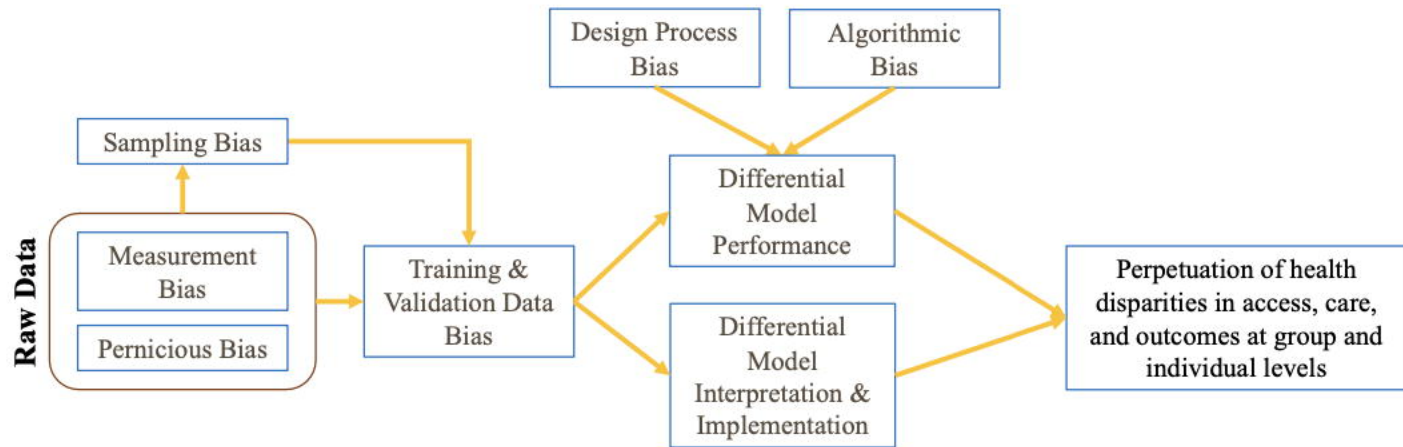 Design Process
Bias
Algorithmic
Bias
Sampling Bias
Raw Data
Measurement
Bias
Pernicious Bias
Training &
Validation Data
Bias
Differential
Model
Performance
Differential
Model
Interpretation &
Implementation
Perpetuation of health
disparities in access, care,
and outcomes at group and
individual levels